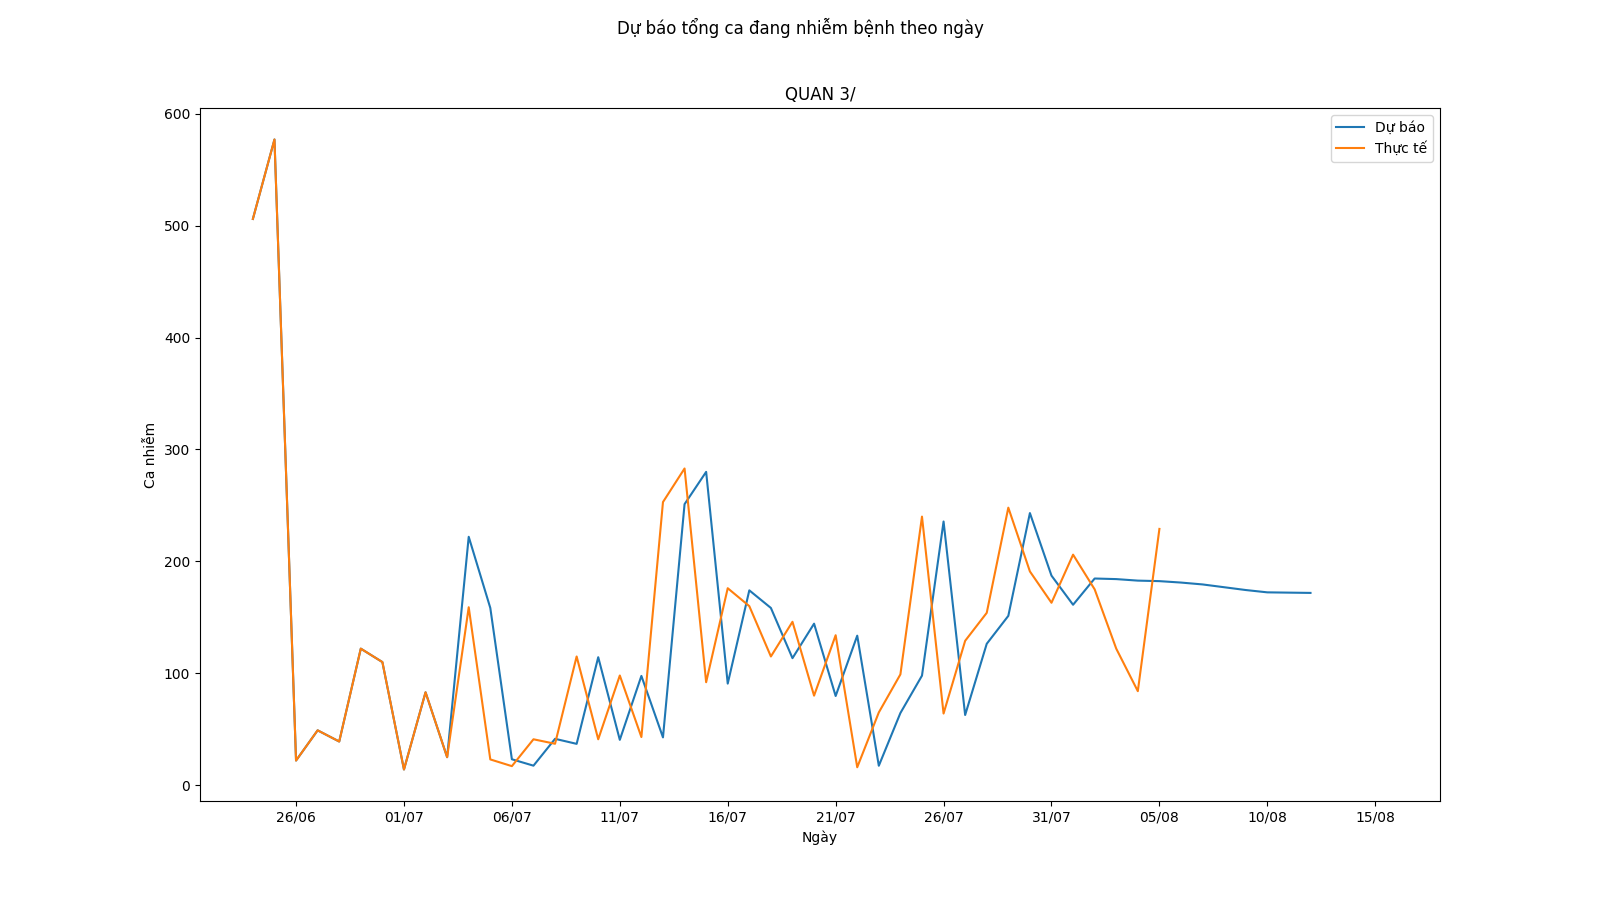 Dự báo tổng ca đang nhiễm bệnh theo ngày
QUAN 3/
Dự báo
Thực tế
600
500
400
300
200
100
0
Ca nhiễm
26/06 01/07 06/07 11/07 16/07 21/07 26/07 31/07 05/08 10/08 15/08
Ngày